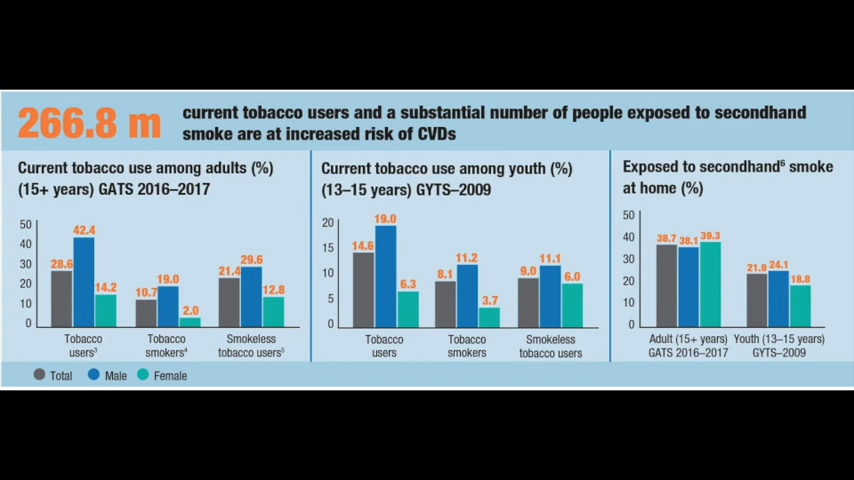 266.8 m
current tobacco users and a substantial number of people exposed to secondhand
smoke are at increased risk of CVDs
Current tobacco use among adults (%)
(15+ years) GATS 2016–2017
50
40
30
20
10
0
28.6
42.4
14.2
10.7
19.0
2.0
21.4
29.6
12.8
Tobacco
users³
Tobacco
smokers⁴
Smokeless
tobacco users⁵
Current tobacco use among youth (%)
(13–15 years) GYTS–2009
20
15
10
5
0
14.6
19.0
6.3
8.1
11.2
3.7
9.0
11.1
6.0
Tobacco
users
Tobacco
smokers
Smokeless
tobacco users
Exposed to secondhand⁶ smoke
at home (%)
50
40
30
20
10
0
38.7
38.1
39.3
21.9
24.1
18.8
Adult (15+ years)
GATS 2016–2017
Youth (13–15 years)
GYTS–2009
Total
Male
Female